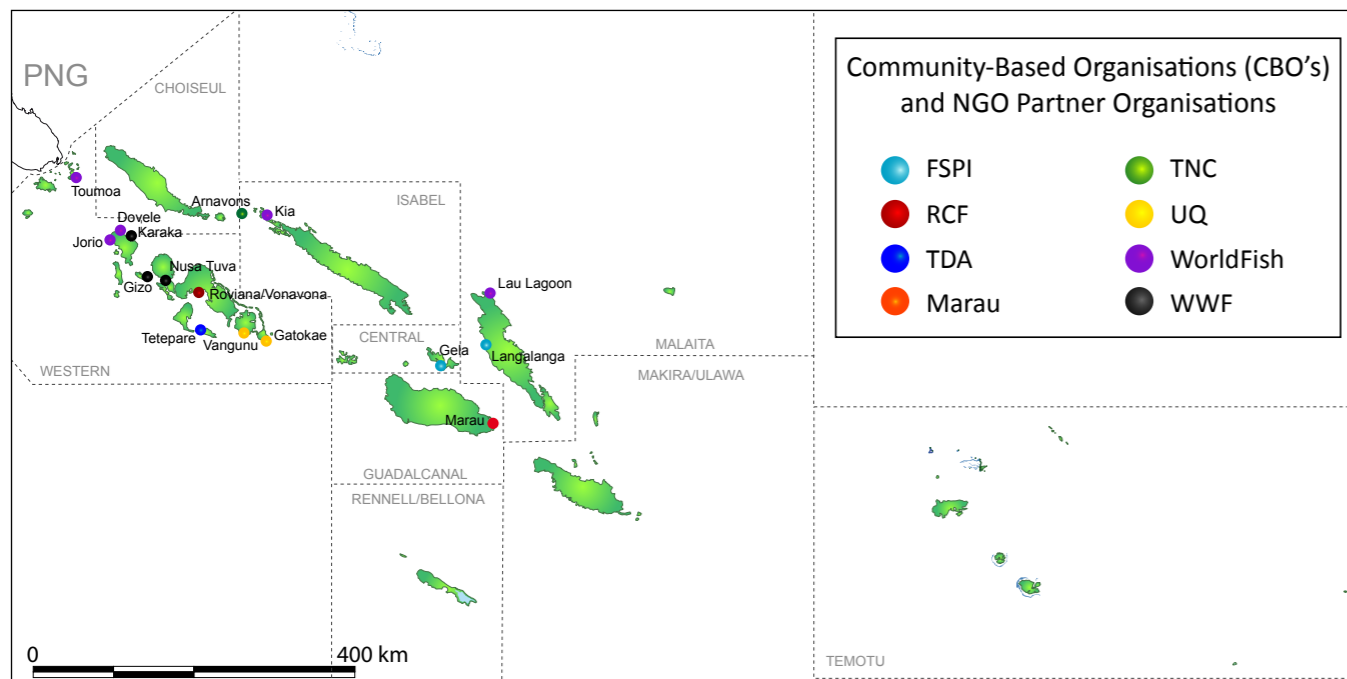 Community-Based Organisations (CBO's)
and NGO Partner Organisations
FSPI
RCF
TDA
Marau
TNC
UQ
WorldFish
WWF
PNG
CHOISEUL
Toumoa
Arnavons
Kia
ISABEL
Dovele
Karaka
Jorio
Nusa Tuva
Gizo
Roviana/Vonavona
Lau Lagoon
Tetepare
Vangunu
Gatokae
CENTRAL
Gela
Langalanga
MALAITA
WESTERN
MAKIRA/ULAWA
Marau
GUADALCANAL
RENNELL/BELLONA
0
400 km
TEMOTU